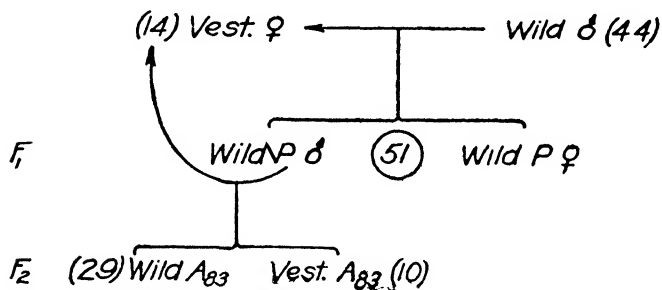 (14) Vest. ♀ Wild ♂ (44)
F₁ Wild P ♂ 51 Wild P ♀
F₂ (29) Wild A₈₃ Vest. A₈₃ (10)